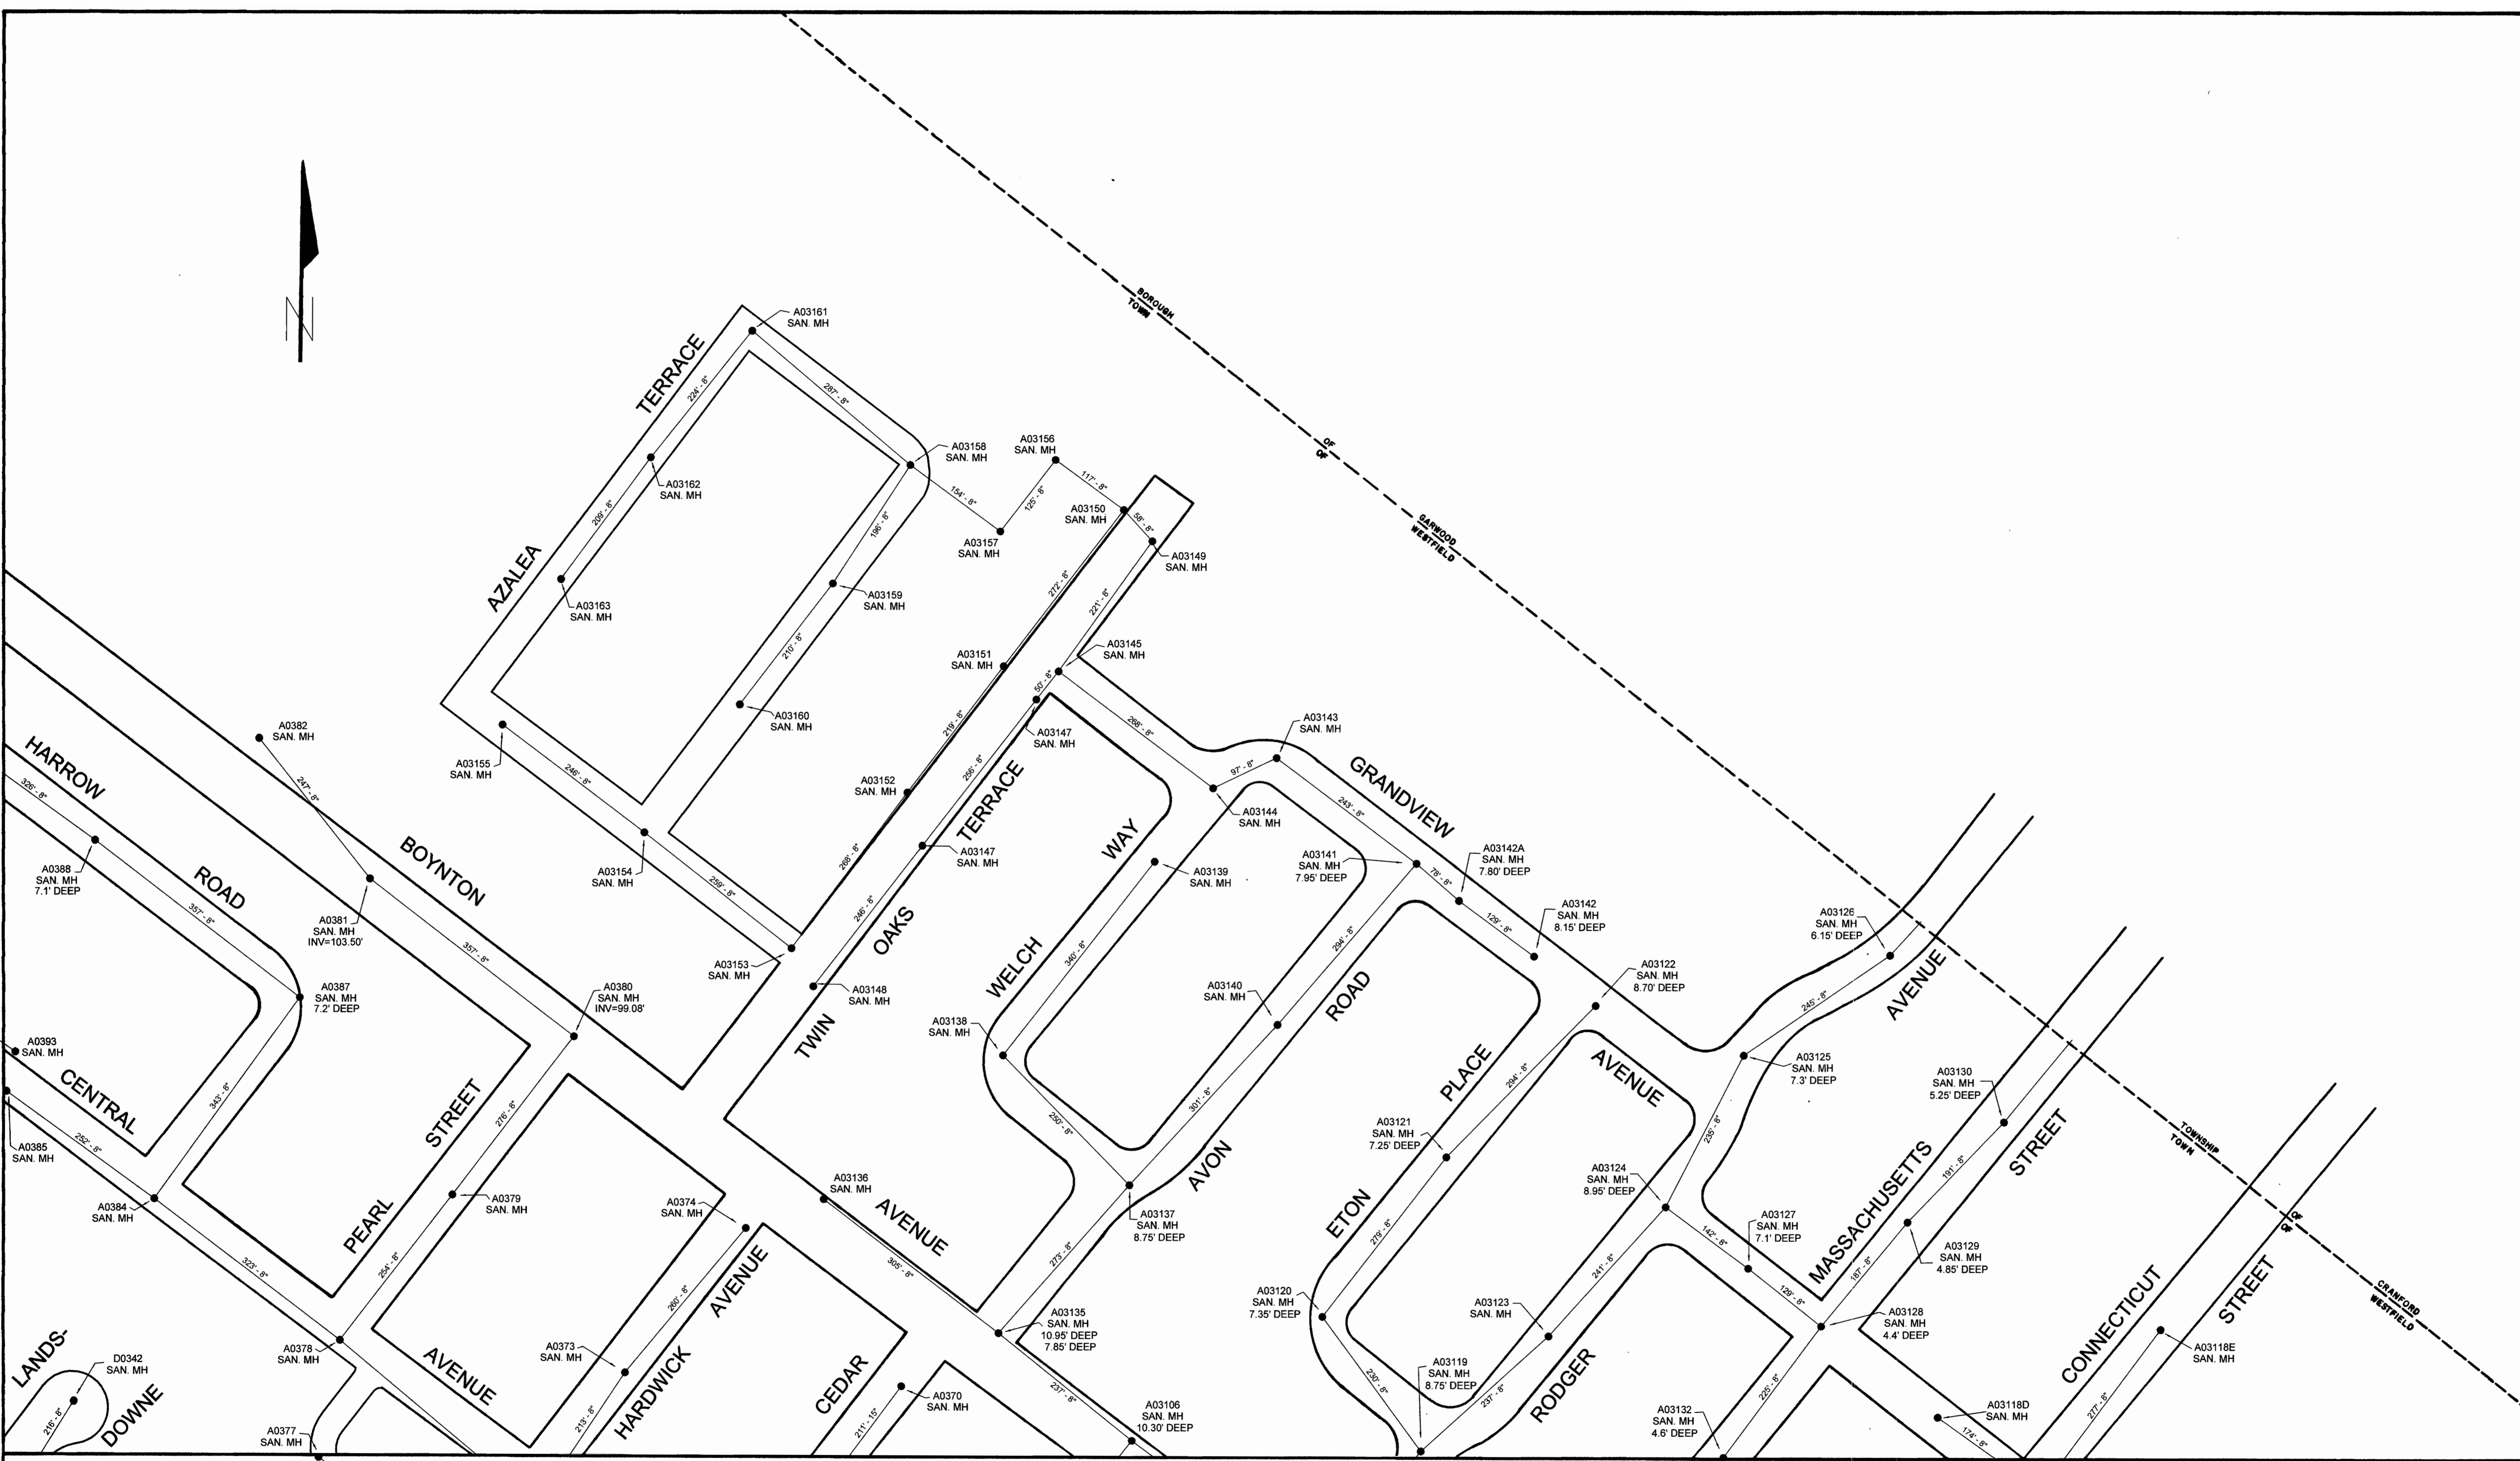 N
BOROUGH
TOWN
OF
OF
GARWOOD
WESTFIELD
TOWNSHIP
TOWN
OF
OF
CRANFORD
WESTFIELD
AZALEA
TERRACE
A03161
SAN. MH
224' - 8"
287' - 8"
A03158
SAN. MH
A03162
SAN. MH
209' - 8"
A03163
SAN. MH
154' - 8"
196' - 8"
A03156
SAN. MH
117' - 8"
125' - 8"
A03157
SAN. MH
A03150
SAN. MH
58' - 8"
A03149
SAN. MH
A03159
SAN. MH
210' - 8"
A03160
SAN. MH
272' - 8"
221' - 8"
A03151
SAN. MH
A03145
SAN. MH
50' - 8"
219' - 8"
268' - 8"
A03147
SAN. MH
256' - 8"
A03155
SAN. MH
246' - 8"
A03152
SAN. MH
A03154
SAN. MH
259' - 8"
268' - 8"
A03147
SAN. MH
246' - 8"
A03153
SAN. MH
A03148
SAN. MH
TWIN
OAKS
TERRACE
A03143
SAN. MH
97' - 8"
A03144
SAN. MH
243' - 8"
GRANDVIEW
AVENUE
WELCH
WAY
A03139
SAN. MH
340' - 8"
A03138
SAN. MH
250' - 8"
A03141
SAN. MH
7.95' DEEP
78' - 8"
A03142A
SAN. MH
7.80' DEEP
129' - 8"
A03142
SAN. MH
8.15' DEEP
294' - 8"
A03140
SAN. MH
301' - 8"
AVON
ROAD
A03137
SAN. MH
8.75' DEEP
273' - 8"
A03122
SAN. MH
8.70' DEEP
294' - 8"
A03121
SAN. MH
7.25' DEEP
279' - 8"
ETON
PLACE
A03120
SAN. MH
7.35' DEEP
230' - 8"
A03119
SAN. MH
8.75' DEEP
237' - 8"
A03123
SAN. MH
241' - 8"
RODGER
AVENUE
A03124
SAN. MH
8.95' DEEP
235' - 8"
A03125
SAN. MH
7.3' DEEP
245' - 8"
A03126
SAN. MH
6.15' DEEP
142' - 8"
A03127
SAN. MH
7.1' DEEP
129' - 8"
A03128
SAN. MH
4.4' DEEP
187' - 8"
A03129
SAN. MH
4.85' DEEP
191' - 8"
A03130
SAN. MH
5.25' DEEP
MASSACHUSETTS
STREET
225' - 8"
A03132
SAN. MH
4.6' DEEP
CONNECTICUT
STREET
A03118E
SAN. MH
277' - 8"
A03118D
SAN. MH
174' - 8"
A0382
SAN. MH
247' - 8"
A0381
SAN. MH
INV=103.50'
357' - 8"
A0380
SAN. MH
INV=99.08'
BOYNTON
AVENUE
HARROW
ROAD
326' - 8"
A0388
SAN. MH
7.1' DEEP
357' - 8"
A0387
SAN. MH
7.2' DEEP
343' - 8"
A0393
SAN. MH
CENTRAL
AVENUE
A0385
SAN. MH
252' - 8"
A0384
SAN. MH
323' - 8"
PEARL
STREET
276' - 8"
A0379
SAN. MH
254' - 8"
A0378
SAN. MH
A0377
SAN. MH
LANDS-
DOWNE
D0342
SAN. MH
216' - 8"
A0374
SAN. MH
260' - 8"
A0373
SAN. MH
213' - 8"
HARDWICK
AVENUE
CEDAR
A0370
SAN. MH
211' - 15"
A03136
SAN. MH
305' - 8"
A03135
SAN. MH
10.95' DEEP
7.85' DEEP
237' - 8"
A03106
SAN. MH
10.30' DEEP